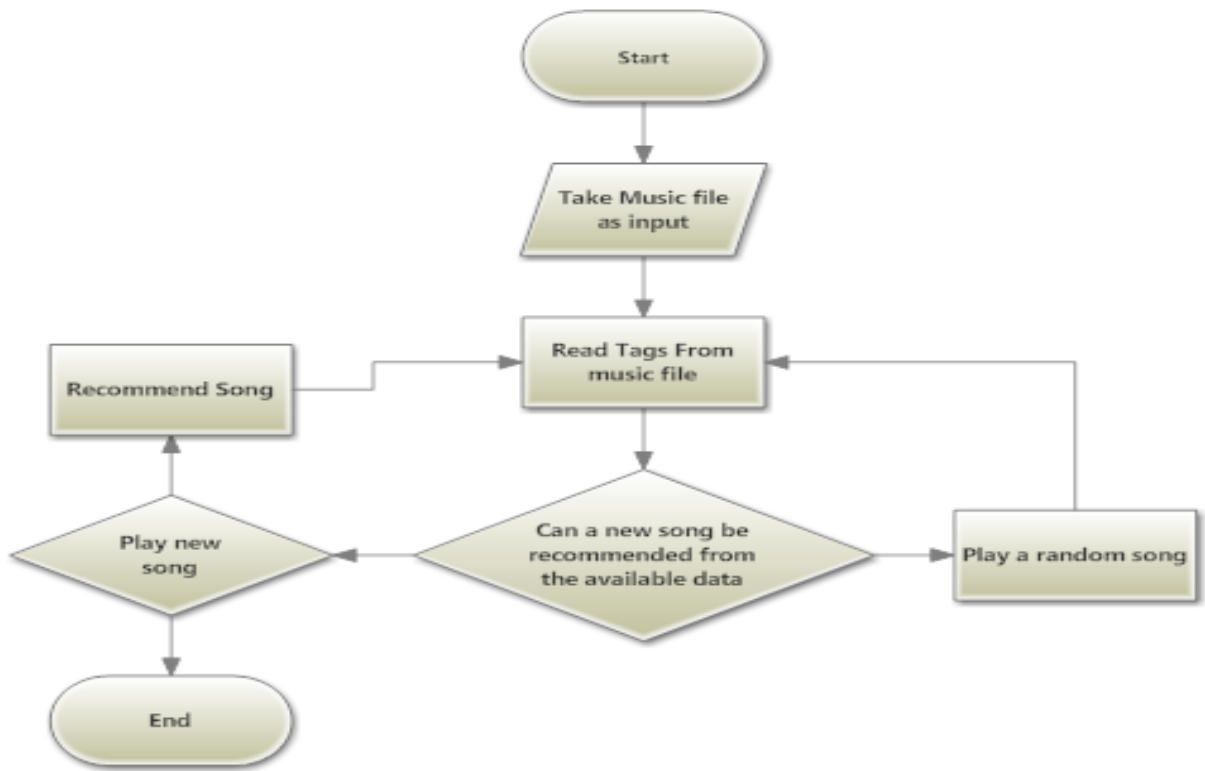 Start
Take Music file
as input
Read Tags From
music file
Recommend Song
Can a new song be
recommended from
the available data
Play new
song
Play a random song
End